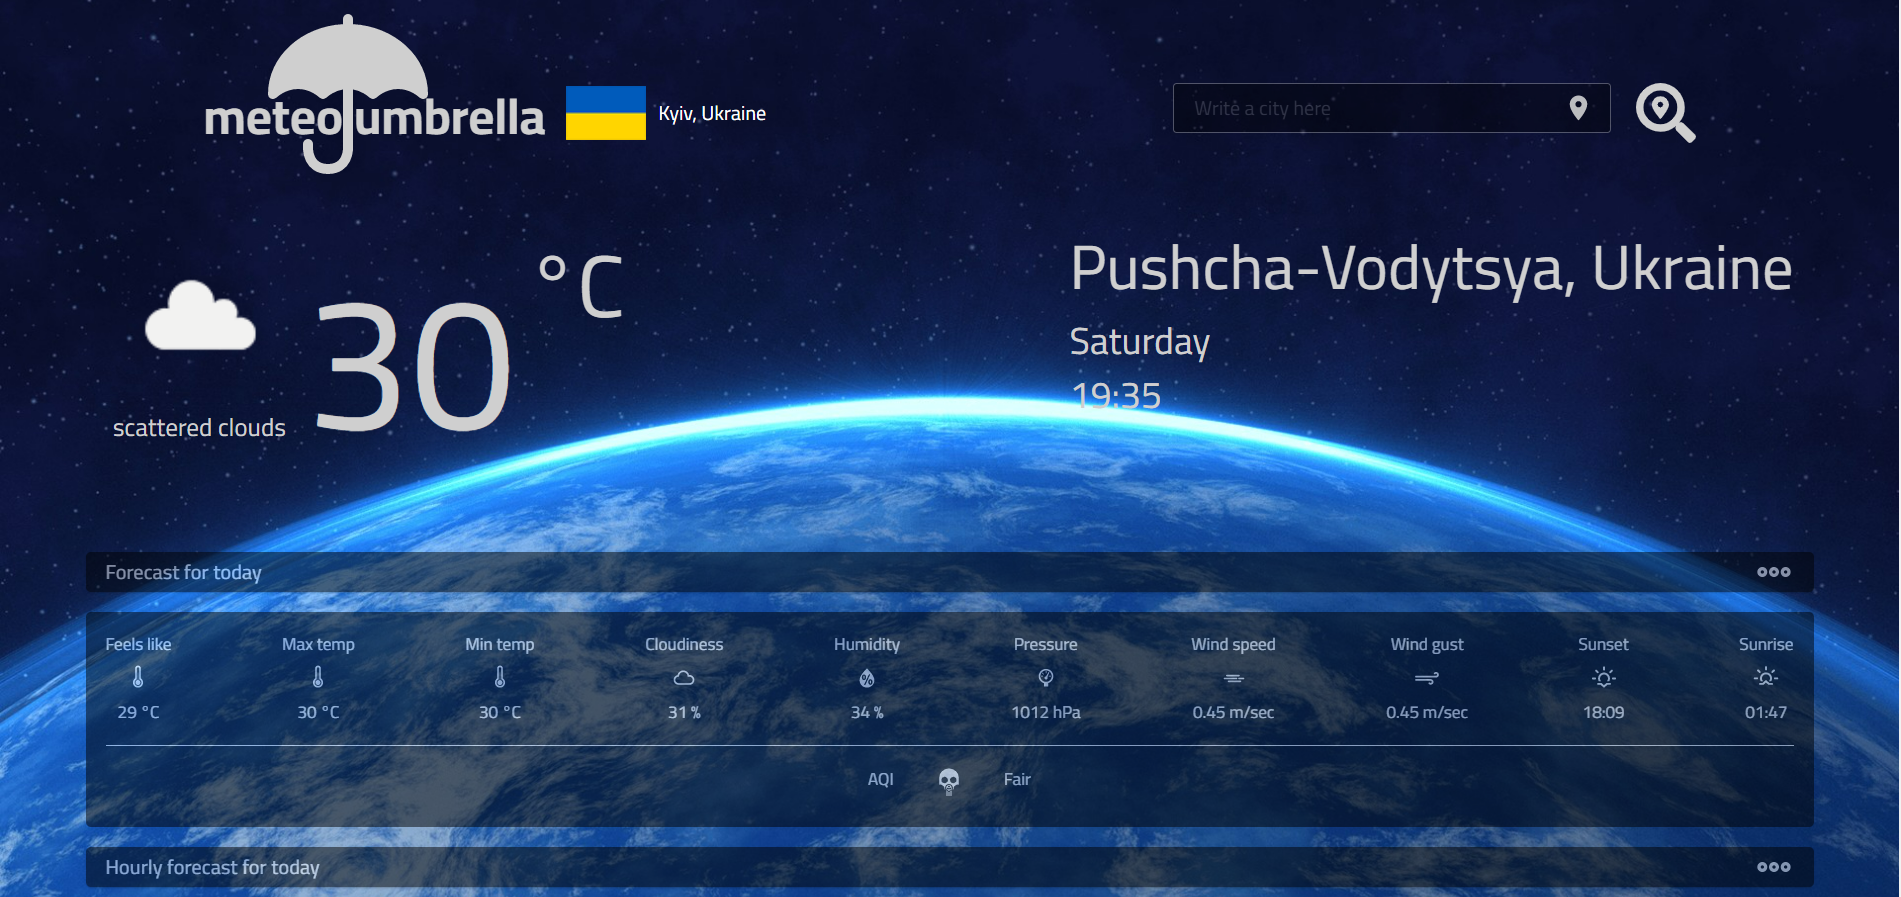 meteoumbrella
Kyiv, Ukraine
Write a city here
Pushcha-Vodytsya, Ukraine
Saturday
19:35
30 °C
scattered clouds
Forecast for today
Feels like Max temp Min temp Cloudiness Humidity Pressure Wind speed Wind gust Sunset Sunrise
29 °C 30 °C 30 °C 31 % 34 % 1012 hPa 0.45 m/sec 0.45 m/sec 18:09 01:47
AQI Fair
Hourly forecast for today